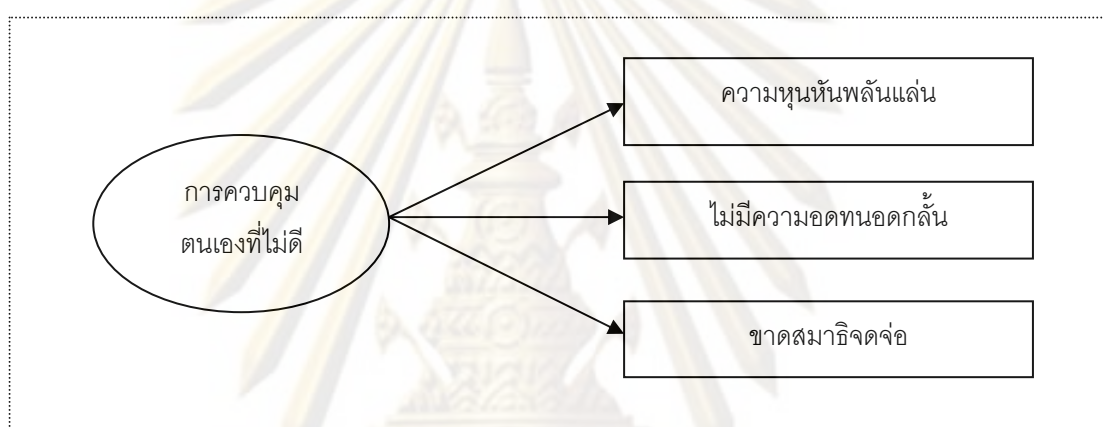 การควบคุม
ตนเองที่ไม่ดี
ความหุนหันพลันแล่น
ไม่มีความอดทนอดกลั้น
ขาดสมาธิจดจ่อ